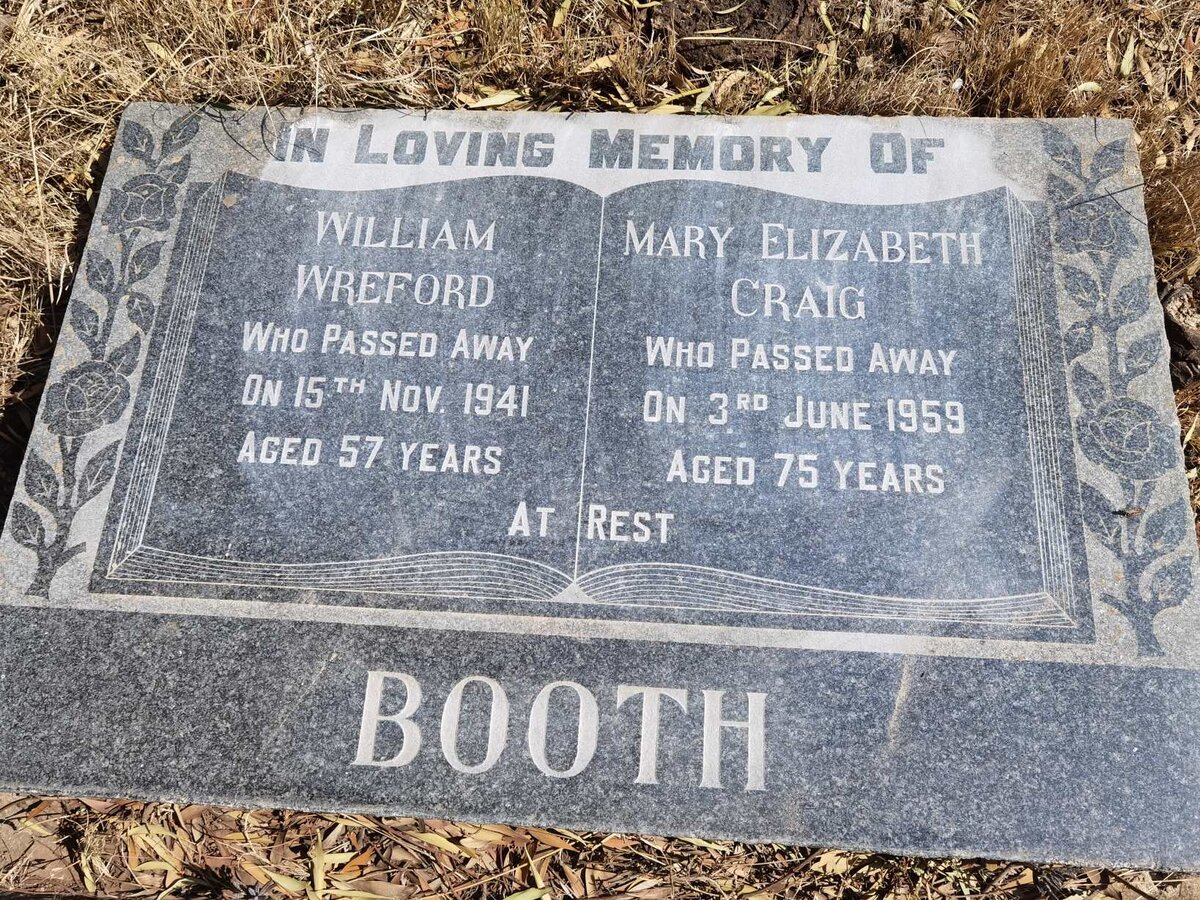 IN LOVING MEMORY OF
WILLIAM
WREFORD
WHO PASSED AWAY
ON 15TH NOV. 1941
AGED 57 YEARS
MARY ELIZABETH
CRAIG
WHO PASSED AWAY
ON 3RD JUNE 1959
AGED 75 YEARS
AT REST
BOOTH